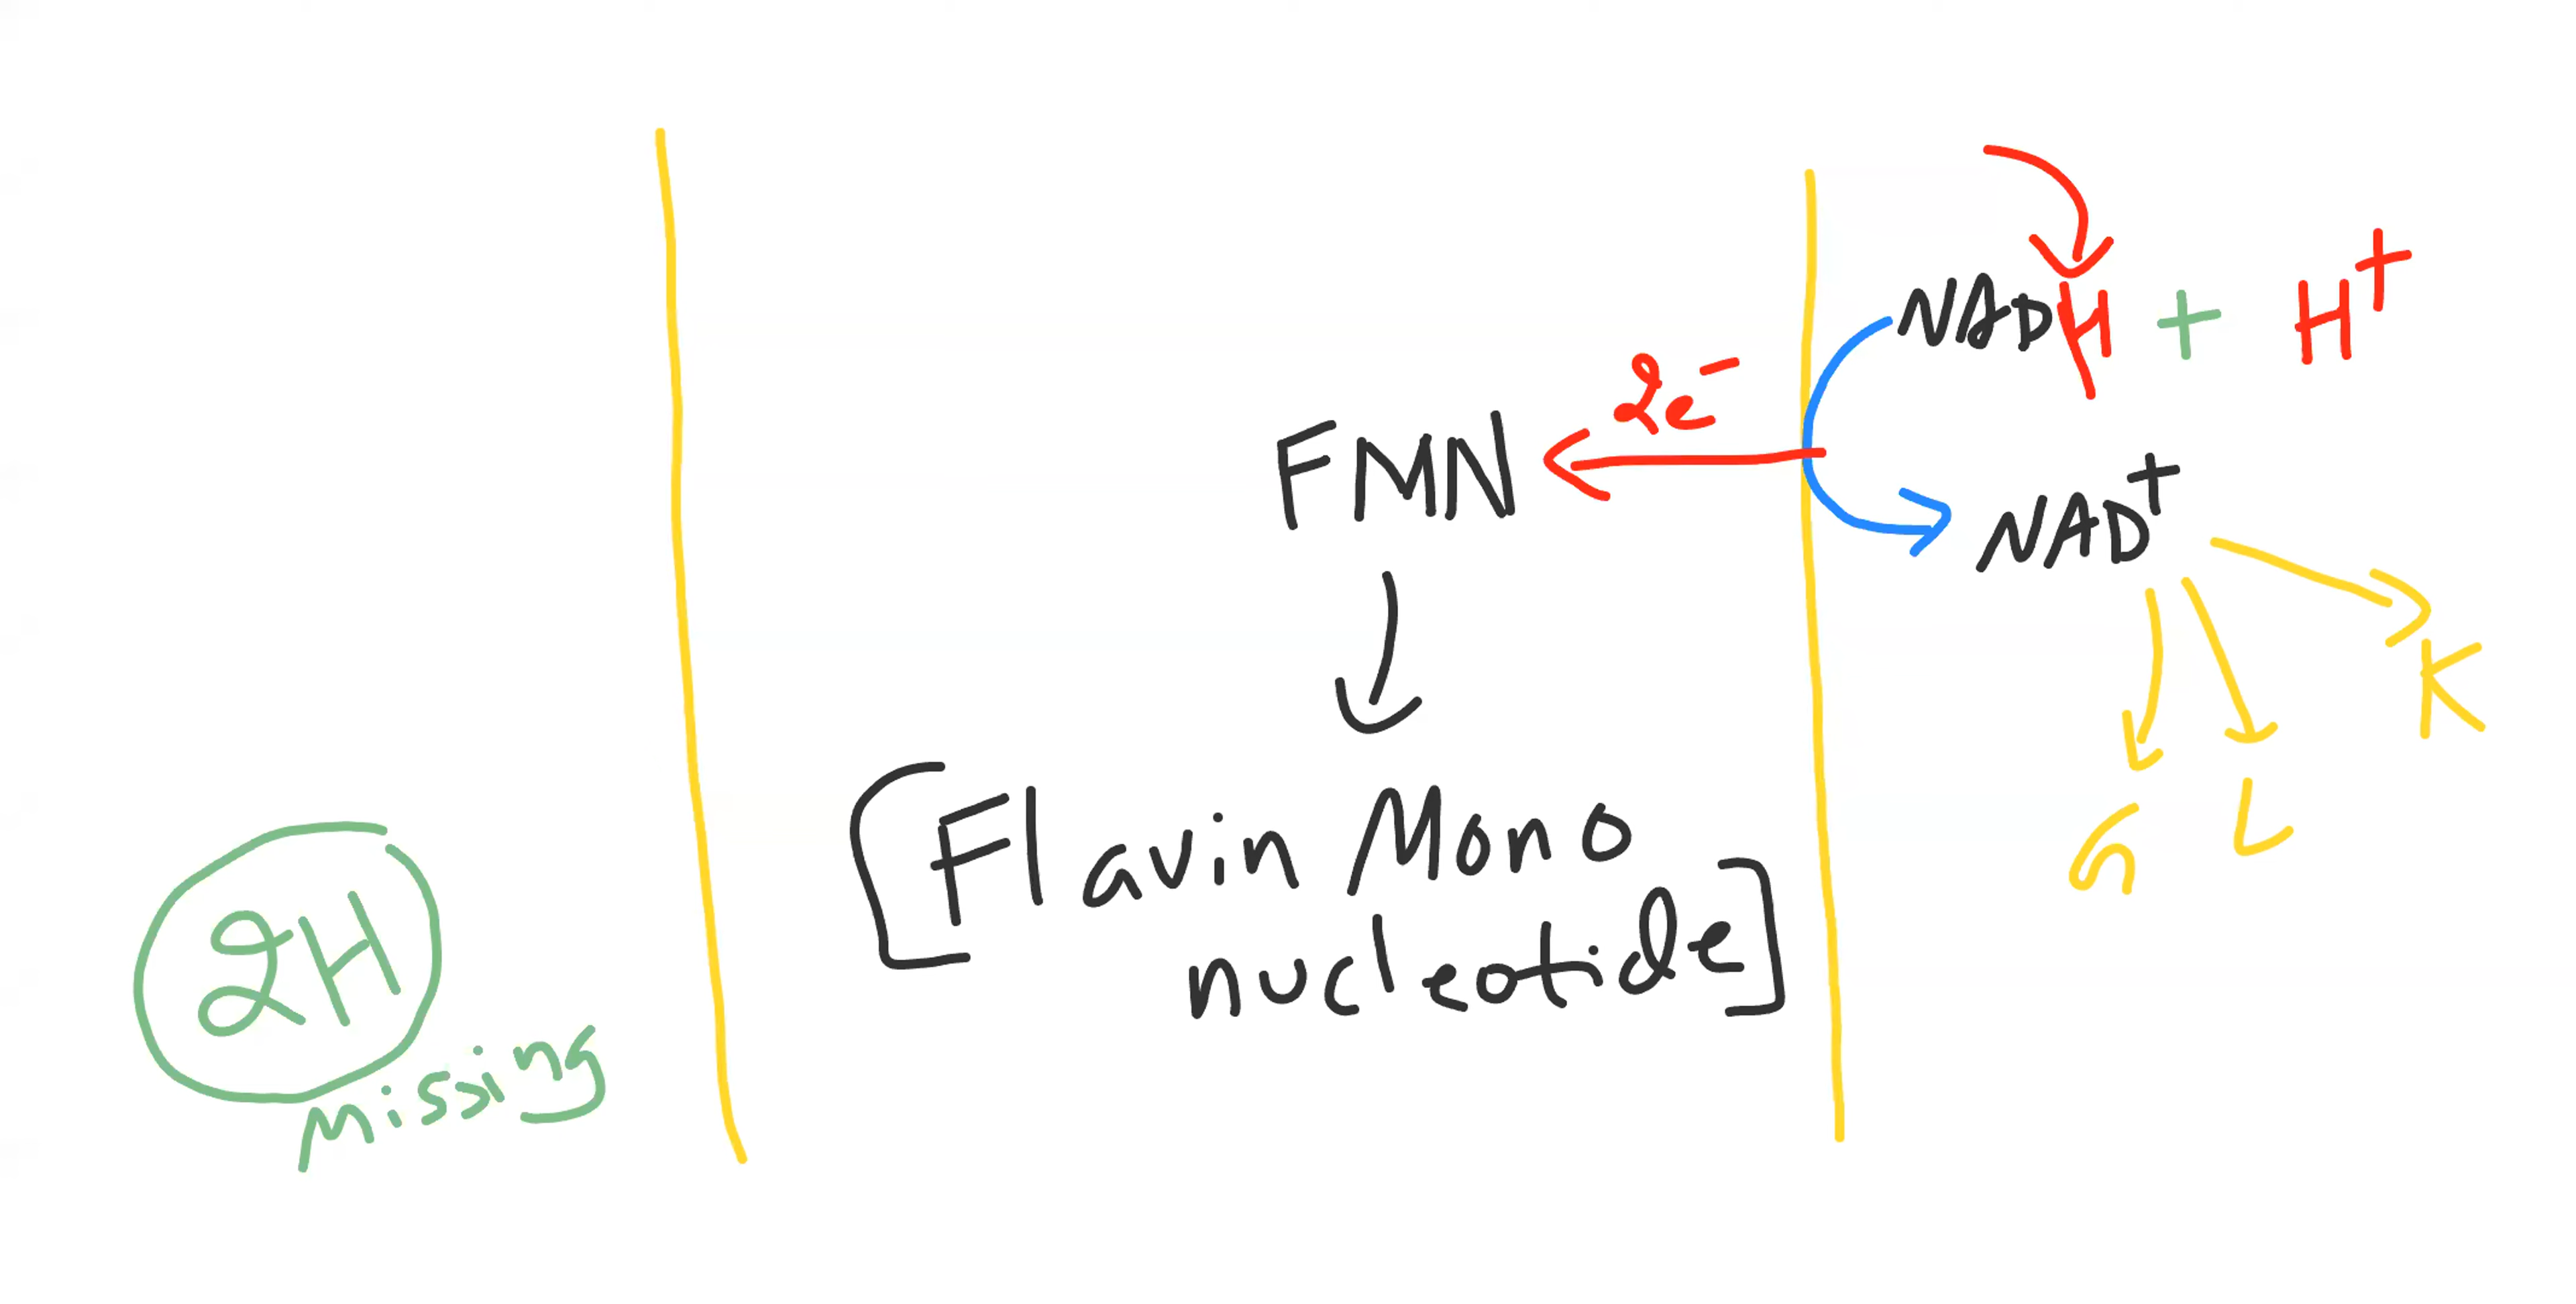 NADH + H⁺
2e⁻
FMN
NAD⁺
K
G
L
[Flavin Mono
nucleotide]
2H
Missing